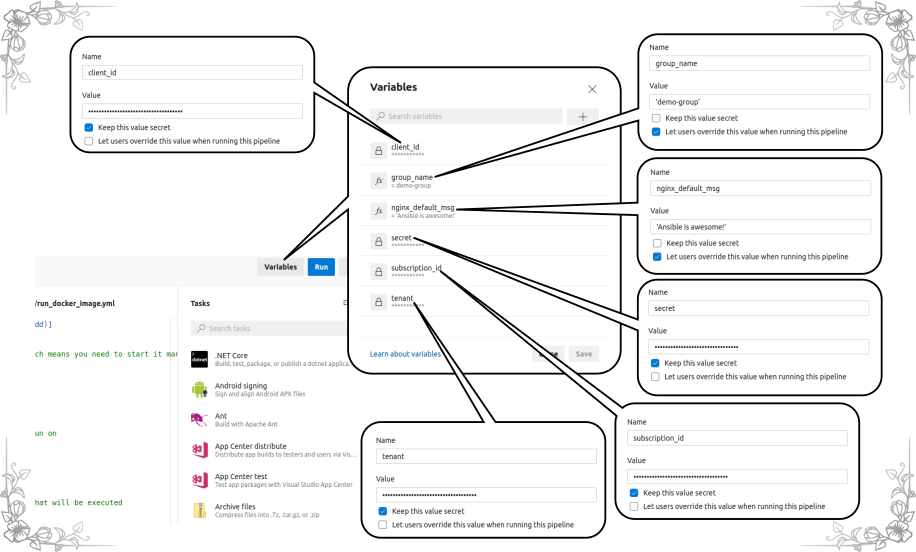 Name
client_id
Value
Keep this value secret
Let users override this value when running this pipeline
Variables
Search variables
client_id
***********
group_name
= demo-group
nginx_default_msg
= 'Ansible is awesome!'
secret
***********
subscription_id
***********
tenant
***********
Learn about variables
Save
Name
group_name
Value
'demo-group'
Keep this value secret
Let users override this value when running this pipeline
Name
nginx_default_msg
Value
'Ansible is awesome!'
Keep this value secret
Let users override this value when running this pipeline
Name
secret
Value
Keep this value secret
Let users override this value when running this pipeline
Name
subscription_id
Value
Keep this value secret
Let users override this value when running this pipeline
Name
tenant
Value
Keep this value secret
Let users override this value when running this pipeline
Variables
Run
/run_docker_image.yml
dd)]
ch means you need to start it
un on
hat will be executed
Tasks
Search tasks
.NET Core
Build, test, package, or publish a dotnet applica...
Android signing
Sign and align Android APK files
Ant
Build with Apache Ant
App Center distribute
Distribute app builds to testers and users via Vis...
App Center test
Test app packages with Visual Studio App Center
Archive files
Compress files into .7z, .tar.gz, or .zip